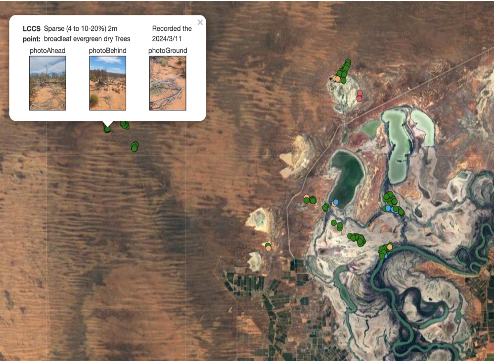 LCCS Sparse (4 to 10-20%) 2m
point: broadleaf evergreen dry Trees
Recorded the
2024/3/11
photoAhead photoBehind photoGround